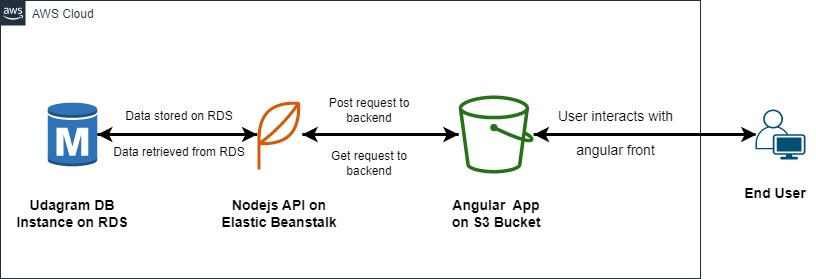 aws
AWS Cloud
Data stored on RDS
Data retrieved from RDS
Post request to
backend
Get request to
backend
User interacts with
angular front
M
Udagram DB
Instance on RDS
Nodejs API on
Elastic Beanstalk
Angular App
on S3 Bucket
End User